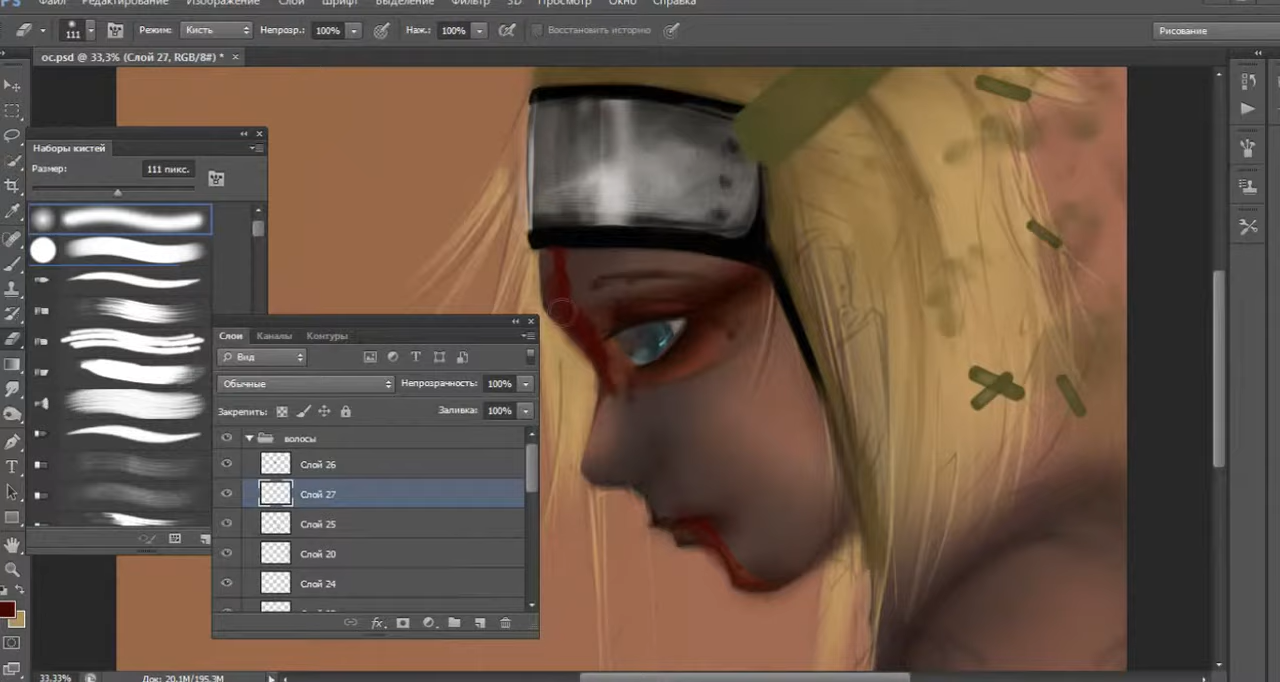 Ps Файл Редактирование Изображение Слои Шрифт Выделение Фильтр 3D Просмотр Окно Справка
111 Режим: Кисть Непрозр.: 100% Наж.: 100% Восстановить историю Рисование
oc.psd @ 33,3% (Слой 27, RGB/8#) * ×
Наборы кистей
Размер: 111 пикс.
Слои Каналы Контуры
Вид
Обычные Непрозрачность: 100%
Закрепить: Заливка: 100%
волосы
Слой 26
Слой 27
Слой 25
Слой 20
Слой 24
33,33% Док: 20,1M/195,3M